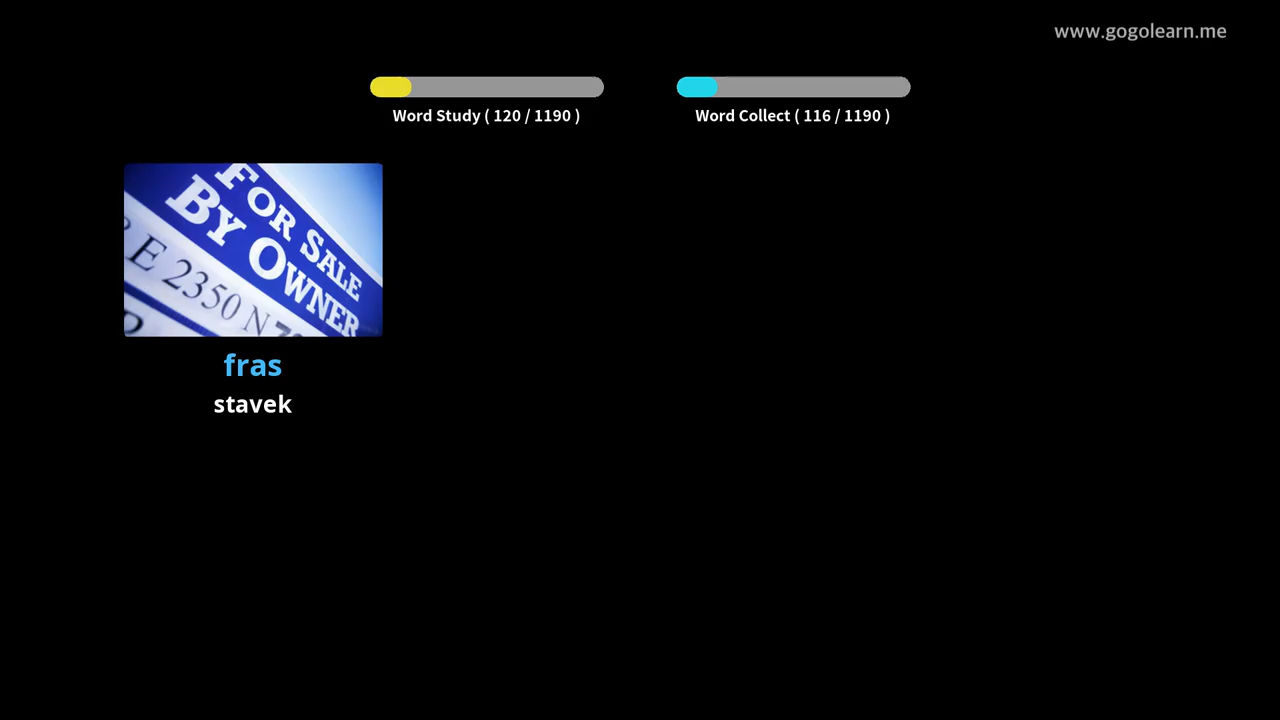 www.gogolearn.me
Word Study ( 120 / 1190 )
Word Collect ( 116 / 1190 )
FOR SALE
BY OWNER
E 2350 N
fras
stavek